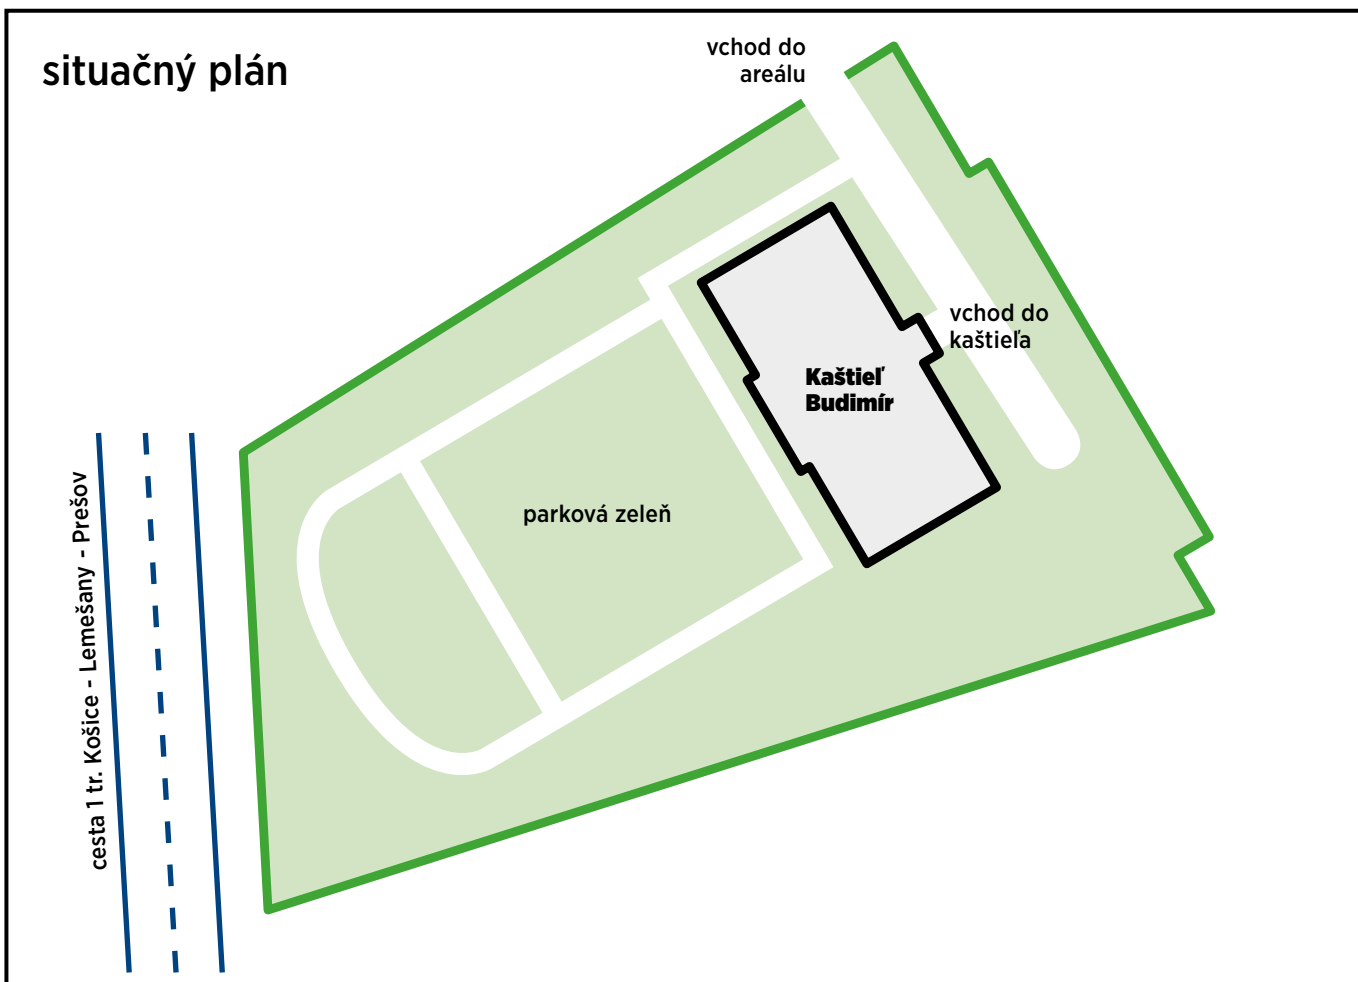 situačný plán
vchod do
areálu
vchod do
kaštieľa
Kaštieľ
Budimír
parková zeleň
cesta 1 tr. Košice - Lemešany - Prešov